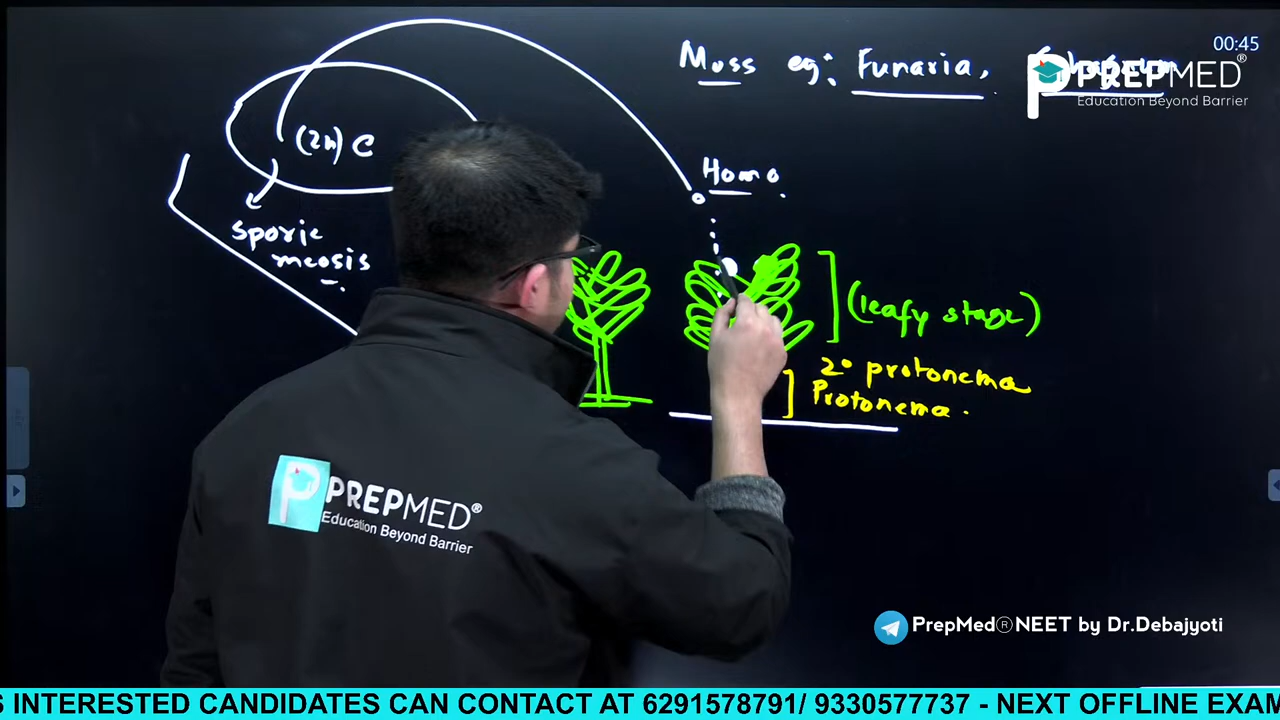 00:45
Moss eg: Funaria,
PREPMED®
Education Beyond Barrier
(2n) C
Homo
sporic
meosis
(leafy stage)
2° protonema
Protonema.
PREPMED®
Education Beyond Barrier
PrepMed®NEET by Dr.Debajyoti
S INTERESTED CANDIDATES CAN CONTACT AT 6291578791/ 9330577737 - NEXT OFFLINE EXAM